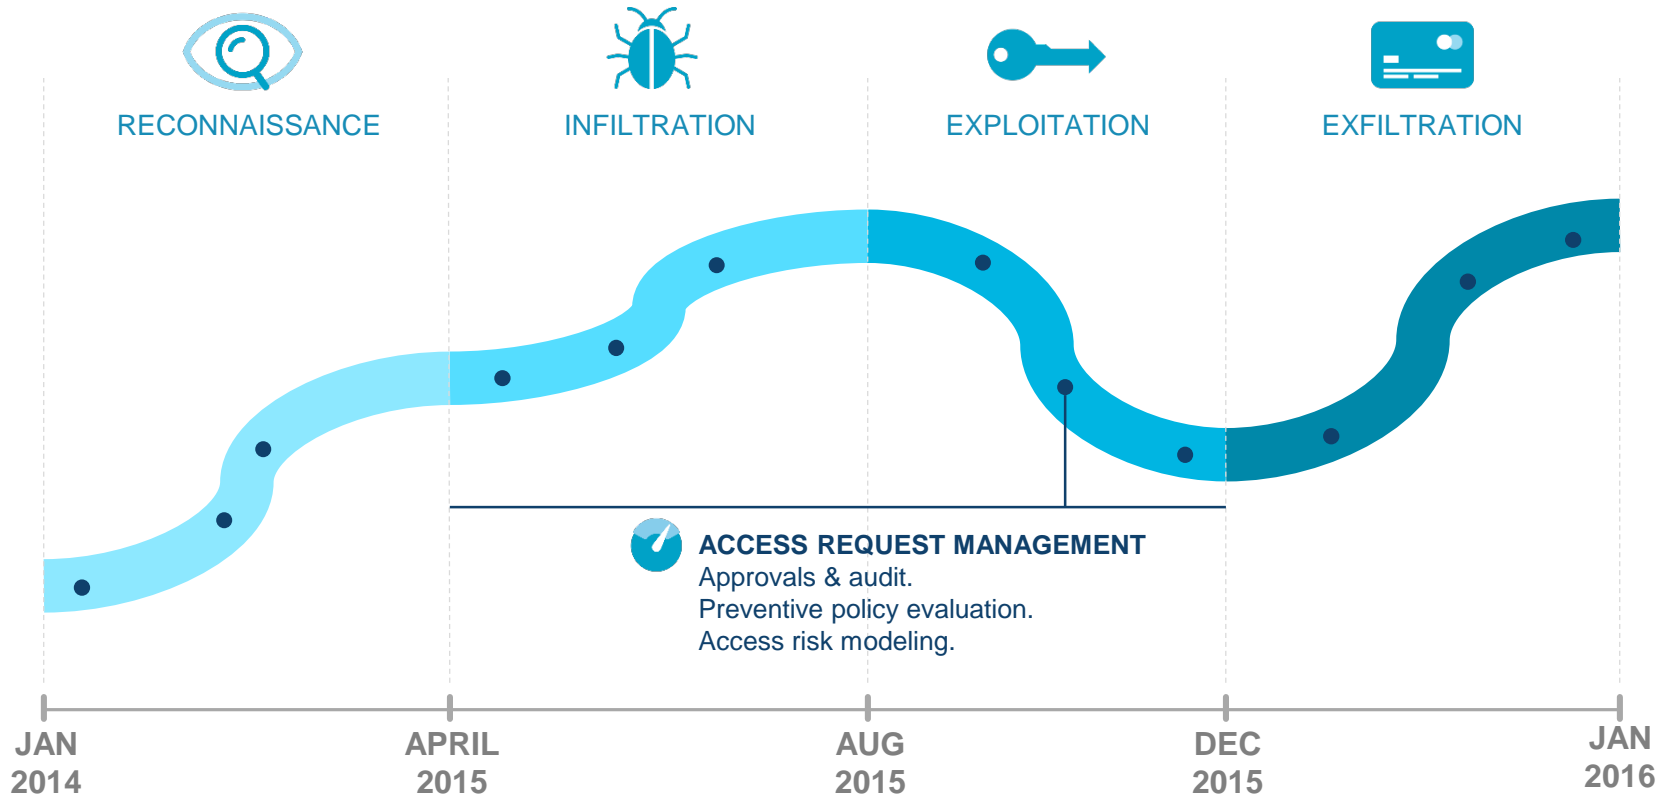 RECONNAISSANCE
INFILTRATION
EXPLOITATION
EXFILTRATION
ACCESS REQUEST MANAGEMENT
Approvals & audit.
Preventive policy evaluation.
Access risk modeling.
JAN
2014
APRIL
2015
AUG
2015
DEC
2015
JAN
2016